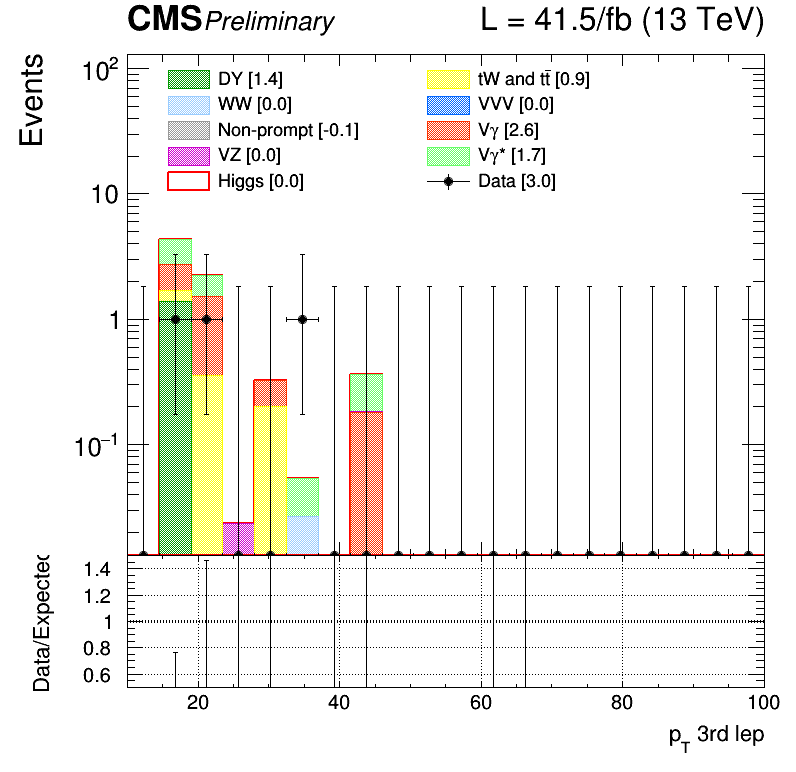 CMS Preliminary L = 41.5/fb (13 TeV)
Events
10²
10
1
10⁻¹
DY [1.4]
WW [0.0]
Non-prompt [-0.1]
VZ [0.0]
Higgs [0.0]
tW and tt̄ [0.9]
VVV [0.0]
Vγ [2.6]
Vγ* [1.7]
Data [3.0]
Data/Expected
1.4
1.2
1
0.8
0.6
20 40 60 80 100
p_T 3rd lep